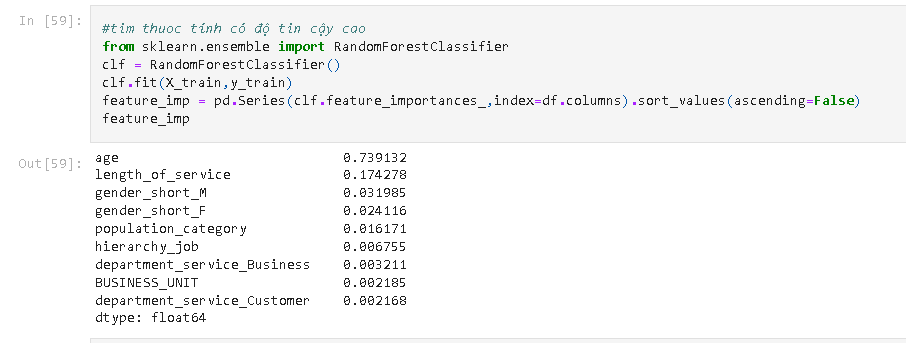 In [59]:
#tìm thuoc tính có độ tin cậy cao
from sklearn.ensemble import RandomForestClassifier
clf = RandomForestClassifier()
clf.fit(X_train,y_train)
feature_imp = pd.Series(clf.feature_importances_,index=df.columns).sort_values(ascending=False)
feature_imp
Out[59]:
age 0.739132
length_of_service 0.174278
gender_short_M 0.031985
gender_short_F 0.024116
population_category 0.016171
hierarchy_job 0.006755
department_service_Business 0.003211
BUSINESS_UNIT 0.002185
department_service_Customer 0.002168
dtype: float64